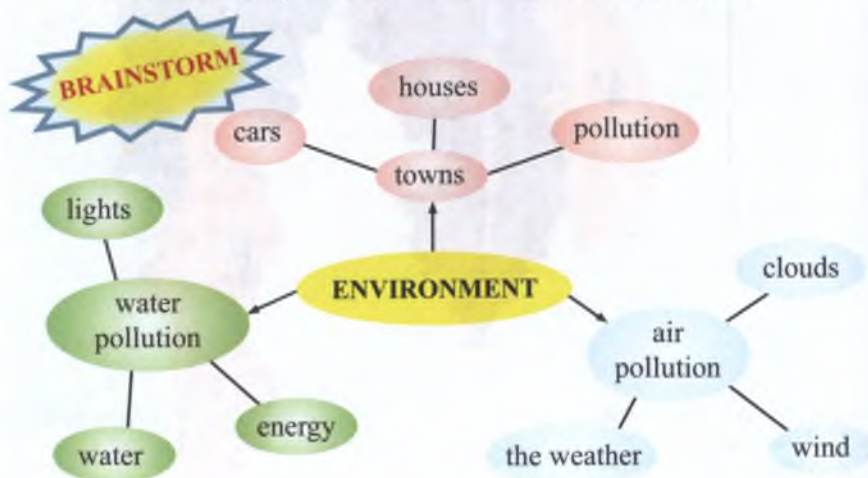 BRAINSTORM
houses
cars
pollution
towns
lights
ENVIRONMENT
clouds
water
pollution
air
pollution
energy
water
the weather
wind